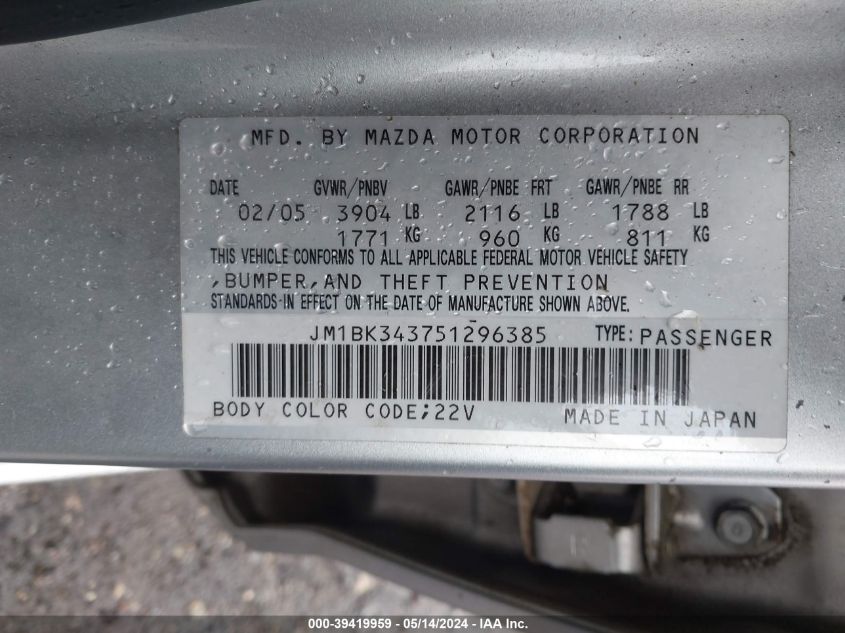 MFD. BY MAZDA MOTOR CORPORATION
DATE GVWR/PNBV GAWR/PNBE FRT GAWR/PNBE RR
02/05 3904 LB 2116 LB 1788 LB
1771 KG 960 KG 811 KG
THIS VEHICLE CONFORMS TO ALL APPLICABLE FEDERAL MOTOR VEHICLE SAFETY
,BUMPER,AND THEFT PREVENTION
STANDARDS IN EFFECT ON THE DATE OF MANUFACTURE SHOWN ABOVE.
JM1BK343751296385 TYPE: PASSENGER
BODY COLOR CODE;22V MADE IN JAPAN
000-39419959 - 05/14/2024 - IAAI Inc.